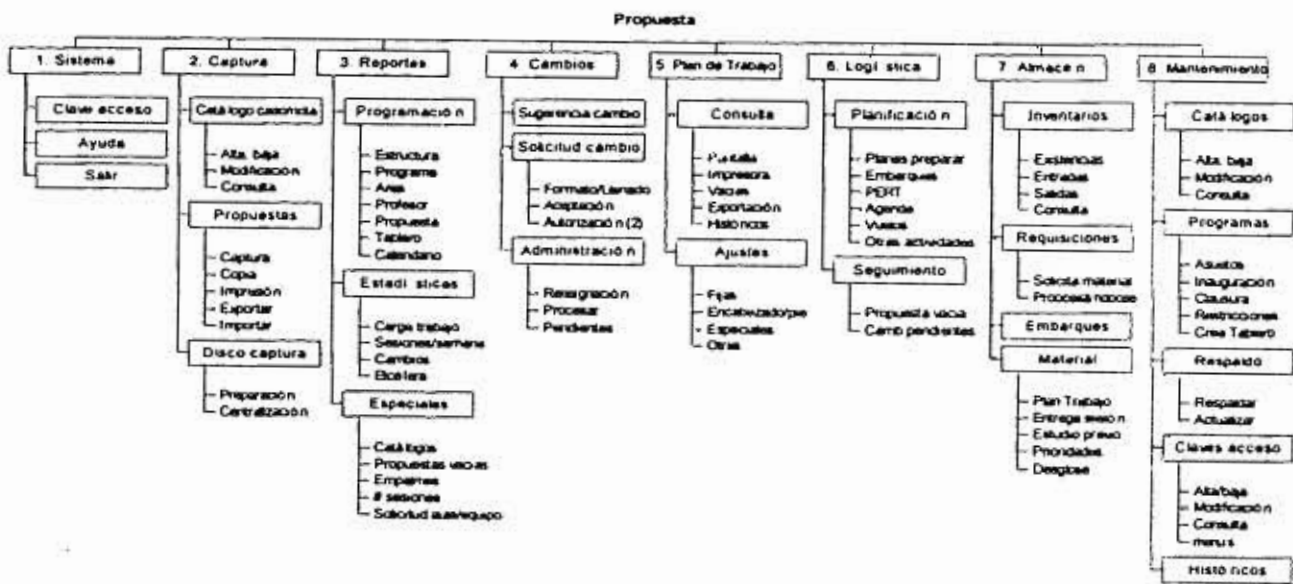 Propuesta
1. Sistema
Clave acceso
Ayuda
Salir
2. Captura
Catálogo
Alta, baja
Modificación
Consulta
Propuestas
Captura
Copia
Impresión
Exportar
Importar
Disco captura
Preparación
Centralización
3. Reportes
Programación
Estructura
Programa
Area
Profesor
Propuesta
Tablero
Calendario
Estadísticas
Carga trabajo
Sesiones/semana
Cambios
Etcétera
Especiales
Catálogos
Propuestas vacías
Empalmes
# sesiones
Solicitud aula/equipo
4 Cambios
Sugerencia cambio
Solicitud cambio
Formato/Llenado
Aceptación
Autorización (2)
Administración
Reasignación
Procesar
Pendientes
5 Plan de Trabajo
Consulta
Pantalla
Impresora
Vacías
Exportación
Históricos
Ajustes
Fijas
Encabezado/pie
Especiales
Otras
6. Logística
Planificación
Planes preparar
Embarques
PERT
Agenda
Vuelos
Otras actividades
Seguimiento
Propuesta vacía
Camb pendientes
7 Almacén
Inventarios
Existencias
Entradas
Salidas
Consulta
Requisiciones
Solicita material
Procesa
Embarques
Material
Plan Trabajo
Entrega sesión
Estudio previo
Prioridades
Desglose
8 Mantenimiento
Catálogos
Alta, baja
Modificación
Consulta
Programas
Asuetos
Inauguración
Clausura
Restricciones
Crea Tablero
Respaldo
Respaldar
Actualizar
Claves acceso
Alta/baja
Modificación
Consulta
menus
Históricos